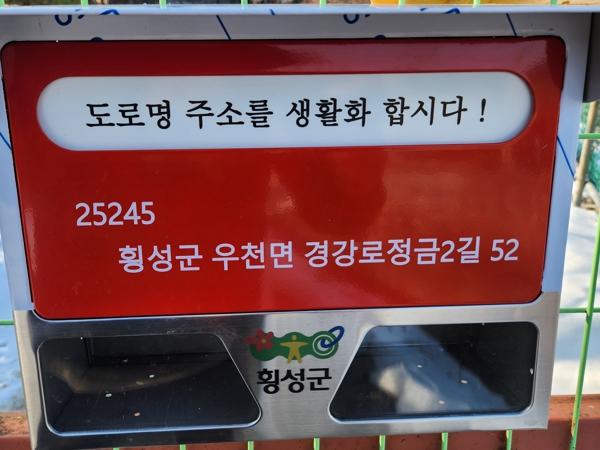 도로명 주소를 생활화 합시다 !
25245
횡성군 우천면 경강로정금2길 52
횡성군